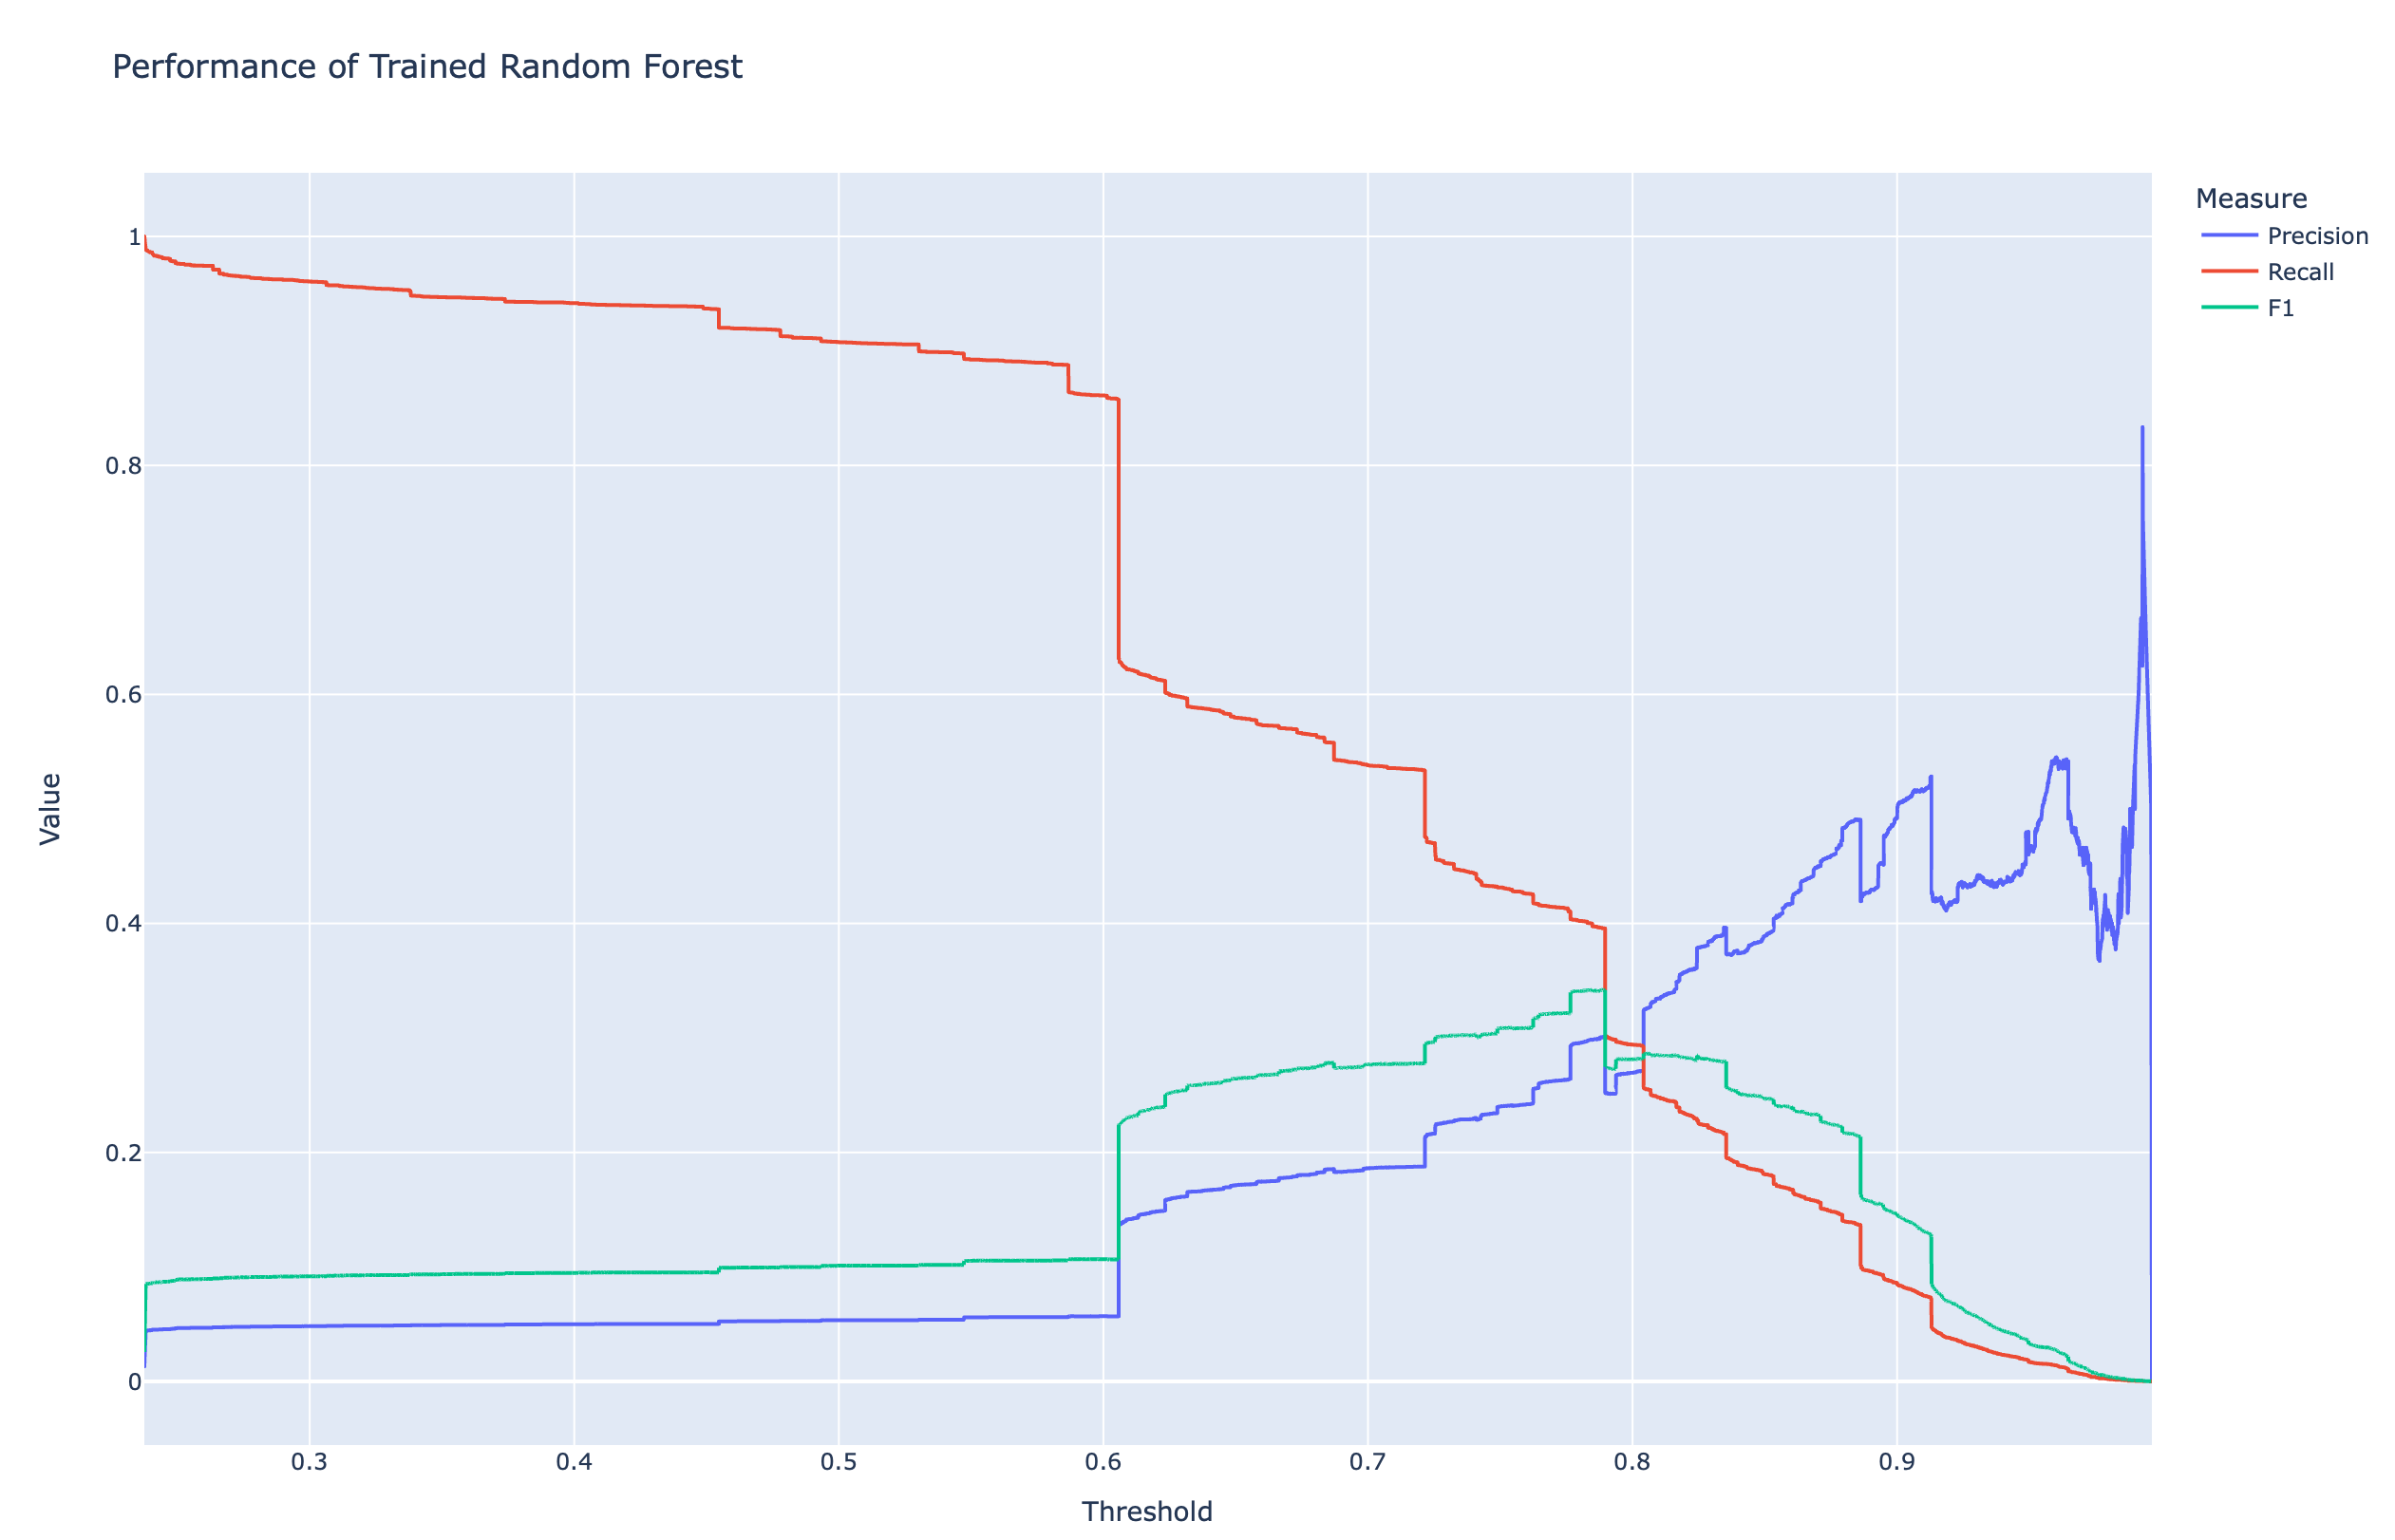 Performance of Trained Random Forest
Measure
Precision
Recall
F1
1
0.8
0.6
0.4
0.2
0
Value
0.3 0.4 0.5 0.6 0.7 0.8 0.9
Threshold